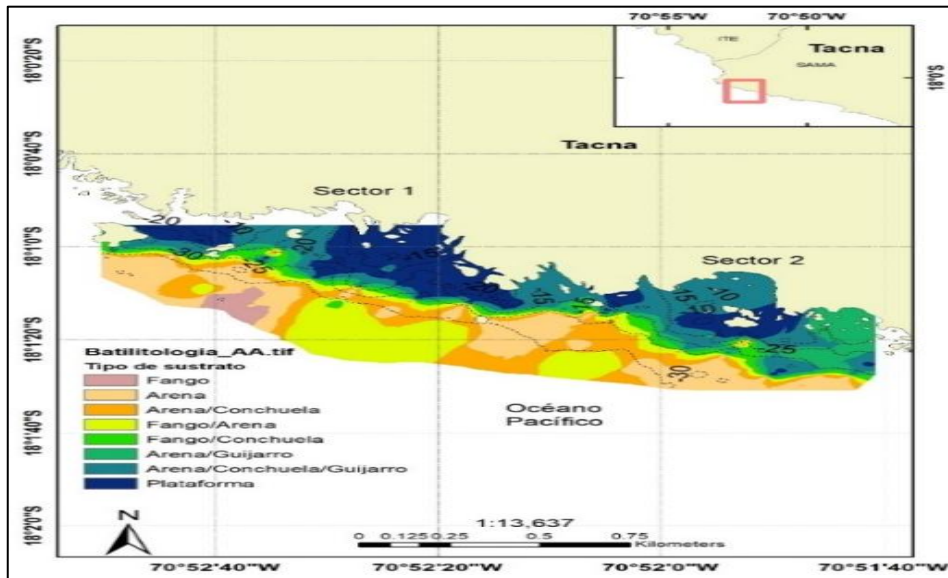 70°55'W 70°50'W
ITE
Tacna
SAMA
18°0'S
18°0'20"S
Tacna
18°0'40"S
Sector 1
-20
-10
-20
18°1'0"S
-30
-25
-15
-20
Sector 2
-15
-15
-15
-10
-10
-25
18°1'20"S
-30
Batilitologia_AA.tif
Tipo de sustrato
Fango
Arena
Arena/Conchuela
Fango/Arena
Fango/Conchuela
Arena/Guijarro
Arena/Conchuela/Guijarro
Plataforma
Océano
Pacífico
18°1'40"S
N
1:13,637
0 0.125 0.25 0.5 0.75
Kilometers
18°2'0"S
70°52'40"W 70°52'20"W 70°52'0"W 70°51'40"W